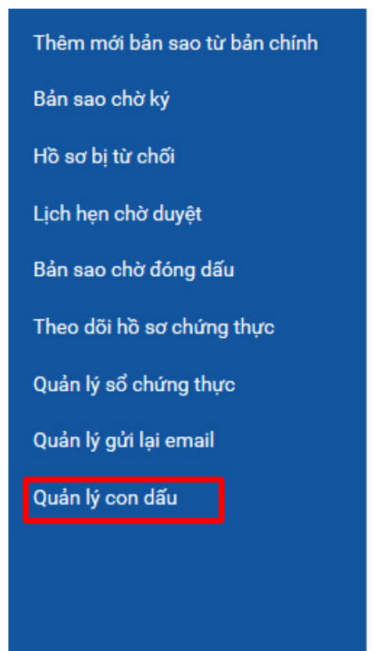 Thêm mới bản sao từ bản chính
Bản sao chờ ký
Hồ sơ bị từ chối
Lịch hẹn chờ duyệt
Bản sao chờ đóng dấu
Theo dõi hồ sơ chứng thực
Quản lý sổ chứng thực
Quản lý gửi lại email
Quản lý con dấu